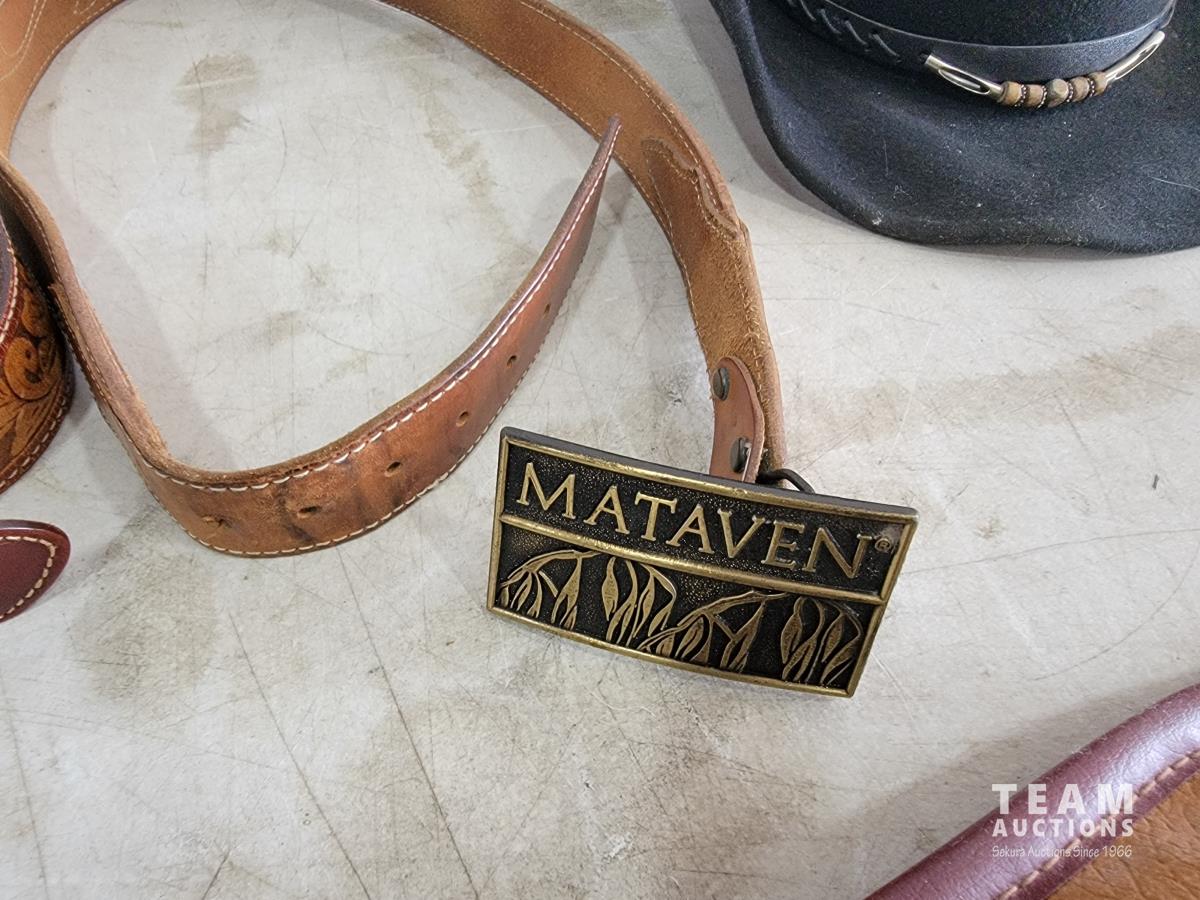 MATAVEN®
TEAM
AUCTIONS
Sekura Auctions Since 1966